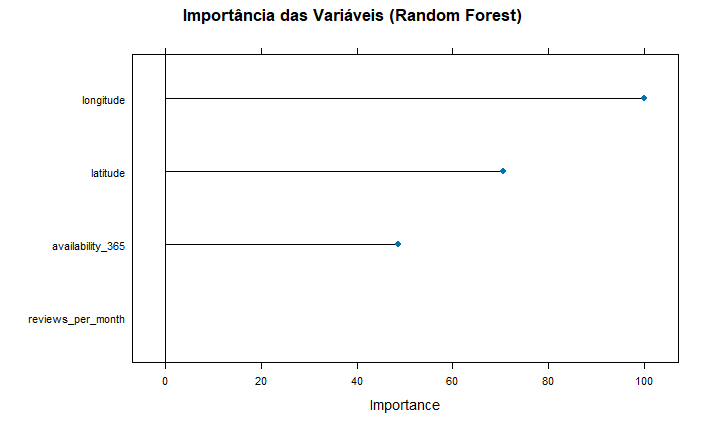 Importância das Variáveis (Random Forest)
longitude
latitude
availability_365
reviews_per_month
0 20 40 60 80 100
Importance